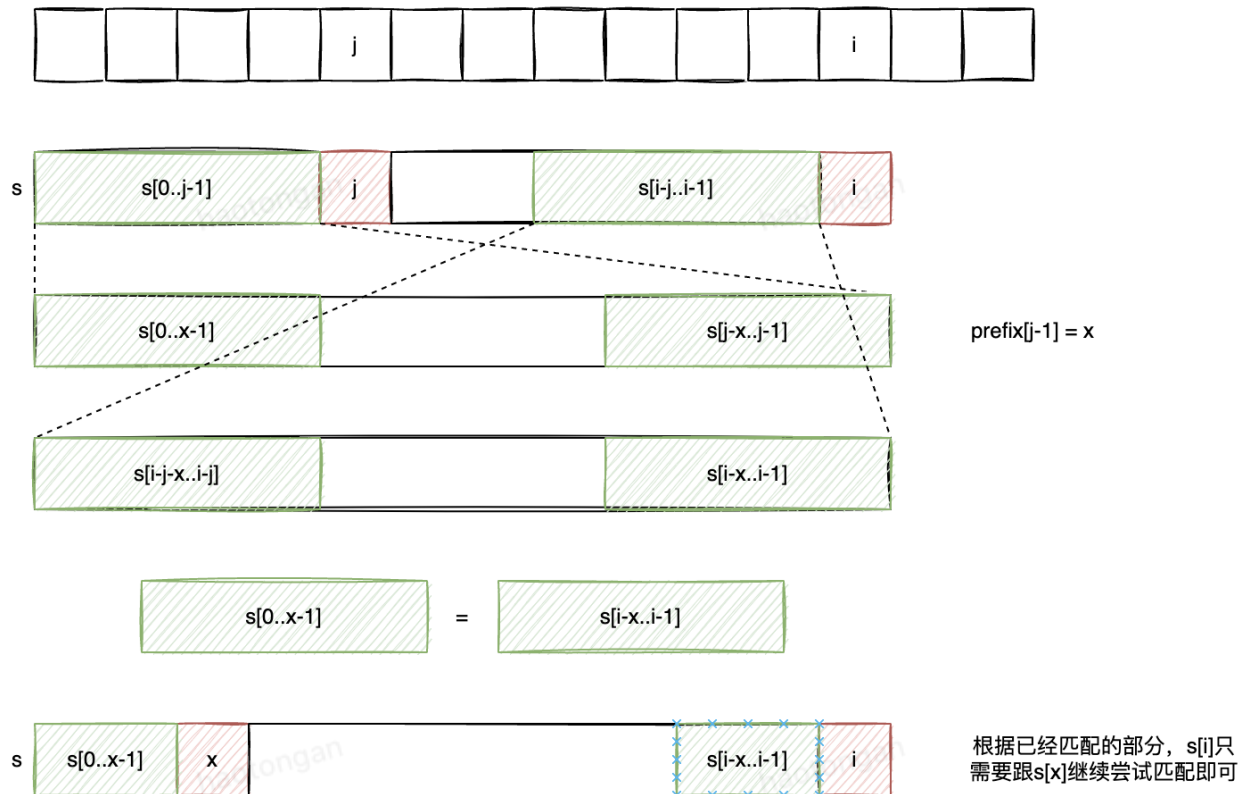 j i
s s[0..j-1] j s[i-j..i-1] i
s[0..x-1] s[j-x..j-1] prefix[j-1] = x
s[i-j-x..i-j] s[i-x..i-1]
s[0..x-1] = s[i-x..i-1]
s s[0..x-1] x s[i-x..i-1] i
根据已经匹配的部分，s[i]只
需要跟s[x]继续尝试匹配即可